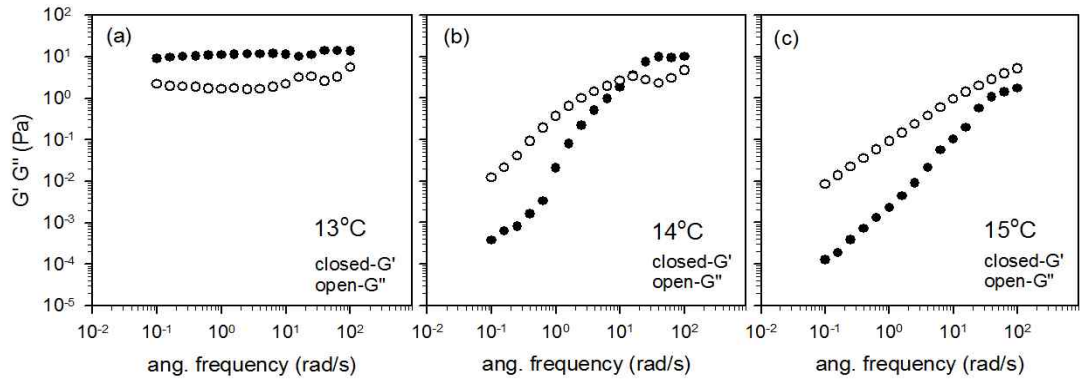 G' G" (Pa)
10²
10¹
10⁰
10⁻¹
10⁻²
10⁻³
10⁻⁴
10⁻⁵
(a)
13°C
closed-G'
open-G"
10⁻² 10⁻¹ 10⁰ 10¹ 10²
ang. frequency (rad/s)
(b)
14°C
closed-G'
open-G"
10⁻² 10⁻¹ 10⁰ 10¹ 10²
ang. frequency (rad/s)
(c)
15°C
closed-G'
open-G"
10⁻² 10⁻¹ 10⁰ 10¹ 10²
ang. frequency (rad/s)